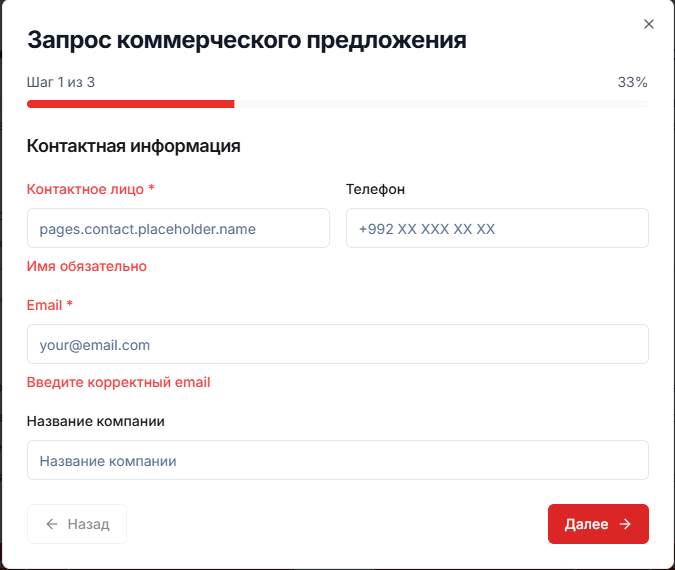 Запрос коммерческого предложения
Шаг 1 из 3 33%
Контактная информация
Контактное лицо * Телефон
pages.contact.placeholder.name +992 XX XXX XX XX
Имя обязательно
Email *
your@email.com
Введите корректный email
Название компании
Название компании
← Назад Далее →